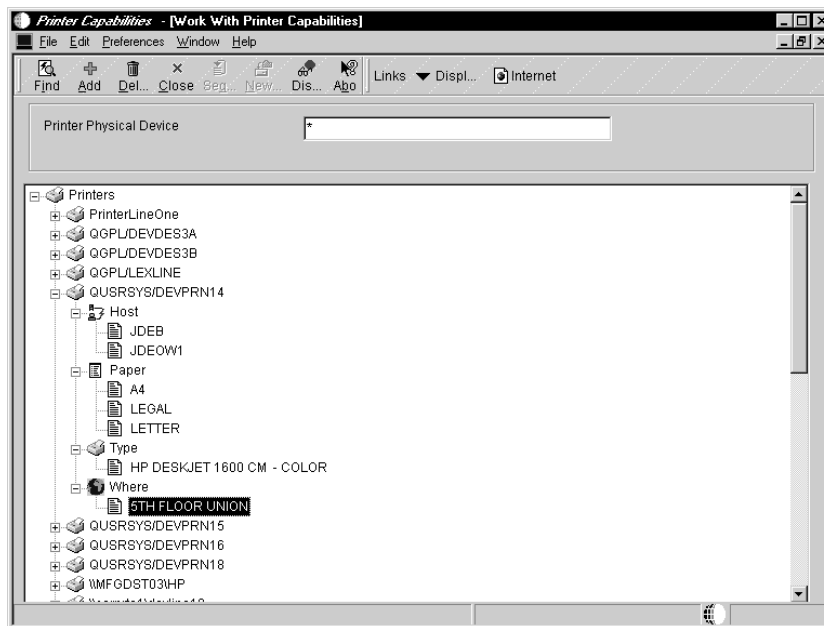 Printer Capabilities - [Work With Printer Capabilities]
File Edit Preferences Window Help
Find Add Del... Close Seq... New... Dis... Abo Links Displ... Internet
Printer Physical Device *
Printers
PrinterLineOne
QGPL/DEVDES3A
QGPL/DEVDES3B
QGPL/LEXLINE
QUSRSYS/DEVPRN14
Host
JDEB
JDEOW1
Paper
A4
LEGAL
LETTER
Type
HP DESKJET 1600 CM - COLOR
Where
5TH FLOOR UNION
QUSRSYS/DEVPRN15
QUSRSYS/DEVPRN16
QUSRSYS/DEVPRN18
\\MFGDST03\HP